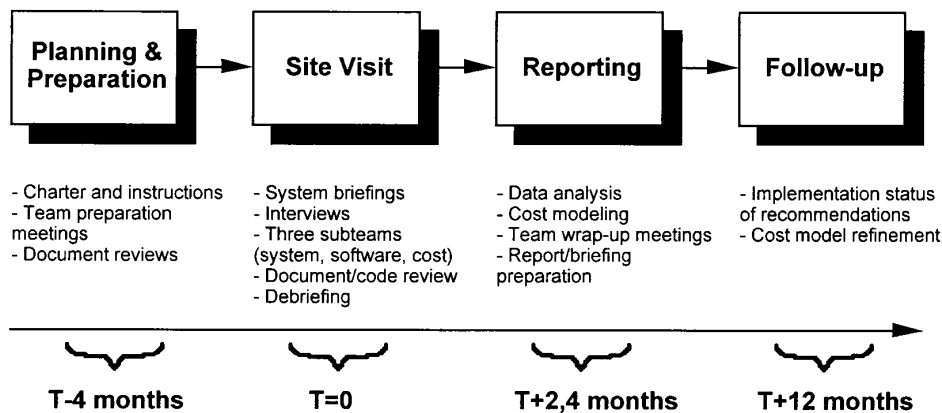 Planning &
Preparation
Site Visit
Reporting
Follow-up
- Charter and instructions
- Team preparation
meetings
- Document reviews
- System briefings
- Interviews
- Three subteams
(system, software, cost)
- Document/code review
- Debriefing
- Data analysis
- Cost modeling
- Team wrap-up meetings
- Report/briefing
preparation
- Implementation status
of recommendations
- Cost model refinement
T-4 months
T=0
T+2,4 months
T+12 months